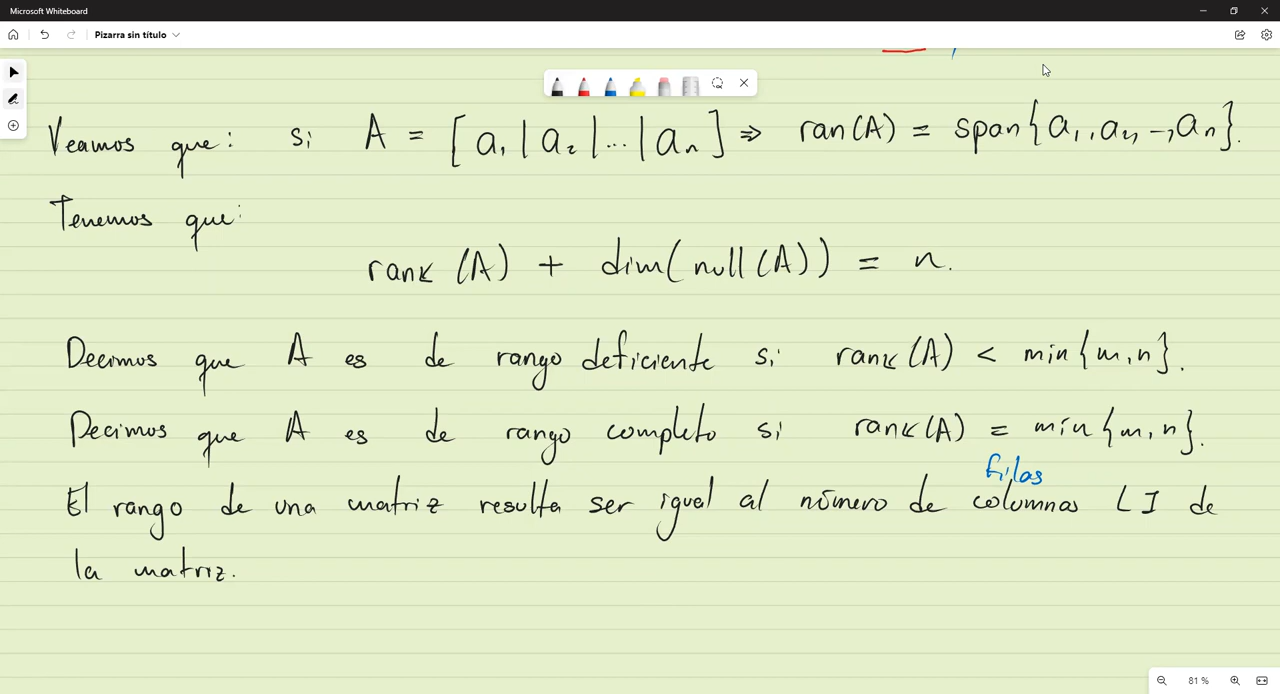 Microsoft Whiteboard
Pizarra sin título
Veamos que: si A = [a₁ | a₂ | ... | aₙ] ⇒ ran(A) = span{a₁, a₂, -, aₙ}.
Tenemos que:
rank (A) + dim(null(A)) = n.
Decimos que A es de rango deficiente si rank(A) < min{m, n}.
Decimos que A es de rango completo si rank(A) = min{m, n}.
filas
El rango de una matriz resulta ser igual al número de columnas LI de
la matriz.
81 %